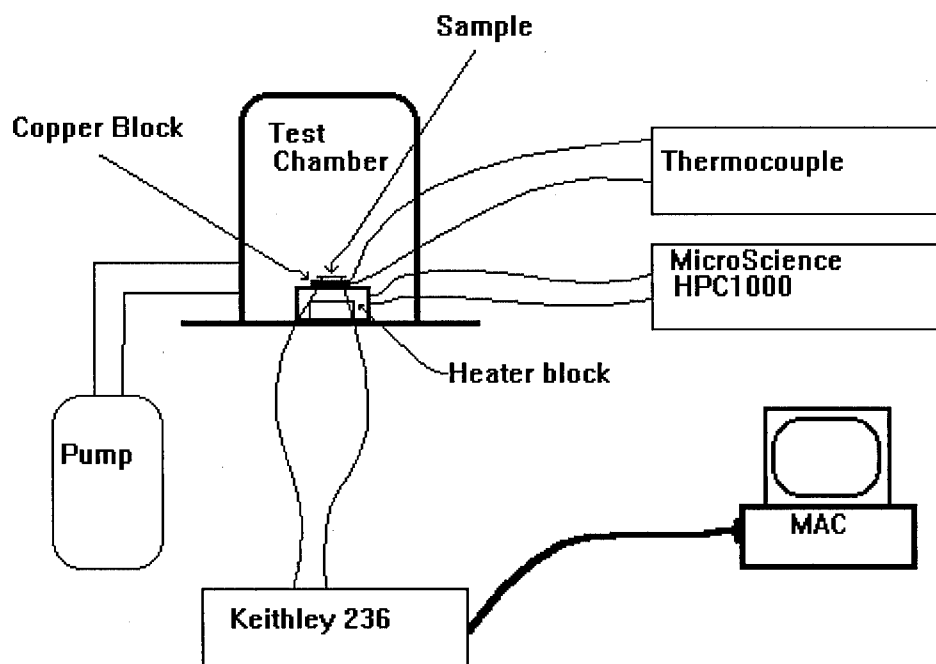 Sample
Copper Block
Test
Chamber
Thermocouple
MicroScience
HPC1000
Heater block
Pump
MAC
Keithley 236